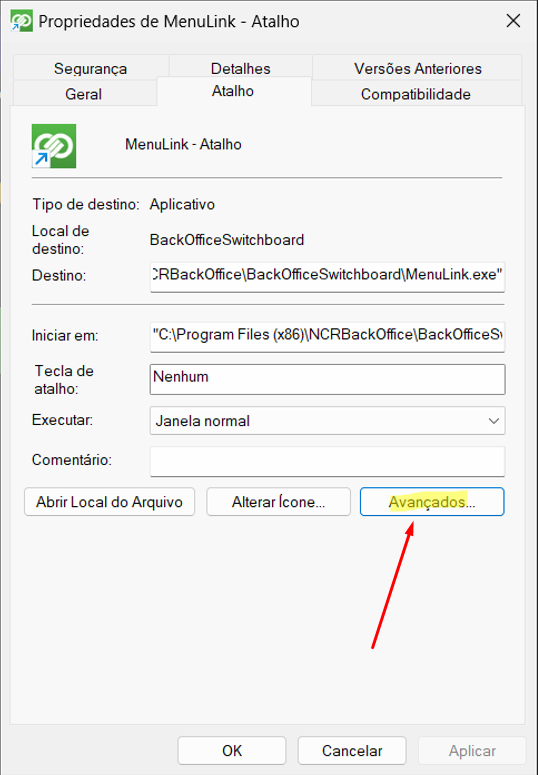 Propriedades de MenuLink - Atalho
Segurança Detalhes Versões Anteriores
Geral Atalho Compatibilidade
MenuLink - Atalho
Tipo de destino: Aplicativo
Local de
destino: BackOfficeSwitchboard
Destino: CRBackOffice\BackOfficeSwitchboard\MenuLink.exe"
Iniciar em: "C:\Program Files (x86)\NCRBackOffice\BackOfficeSw
Tecla de
atalho: Nenhum
Executar: Janela normal
Comentário:
Abrir Local do Arquivo Alterar Ícone... Avançados...
OK Cancelar Aplicar